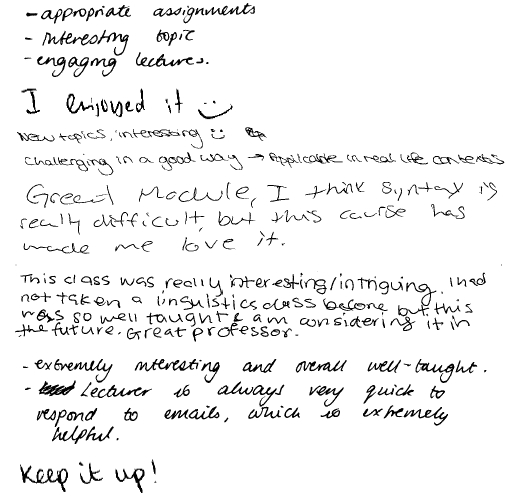 - appropriate assignments
- interesting topic
- engaging lectures.
I enjoyed it :)
New topics, interesting :)
Challenging in a good way → Applicable in real life contexts
Great Module, I think Syntax is
really difficult, but this course has
made me love it.
This class was really interesting/intriguing. I had
not taken a linguistics class before but this
was so well taught & am considering it in
the future. Great professor.
- extremely interesting and overall well-taught.
- Lecturer is always very quick to
respond to emails, which is extremely
helpful.
Keep it up!